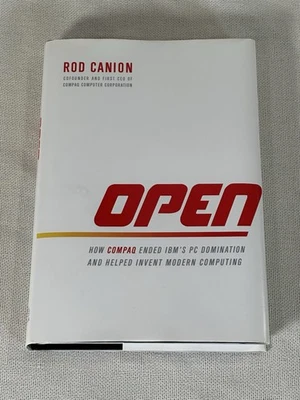 ROD CANION
COFOUNDER AND FIRST CEO OF
COMPAQ COMPUTER CORPORATION
OPEN
HOW COMPAQ ENDED IBM'S PC DOMINATION
AND HELPED INVENT MODERN COMPUTING